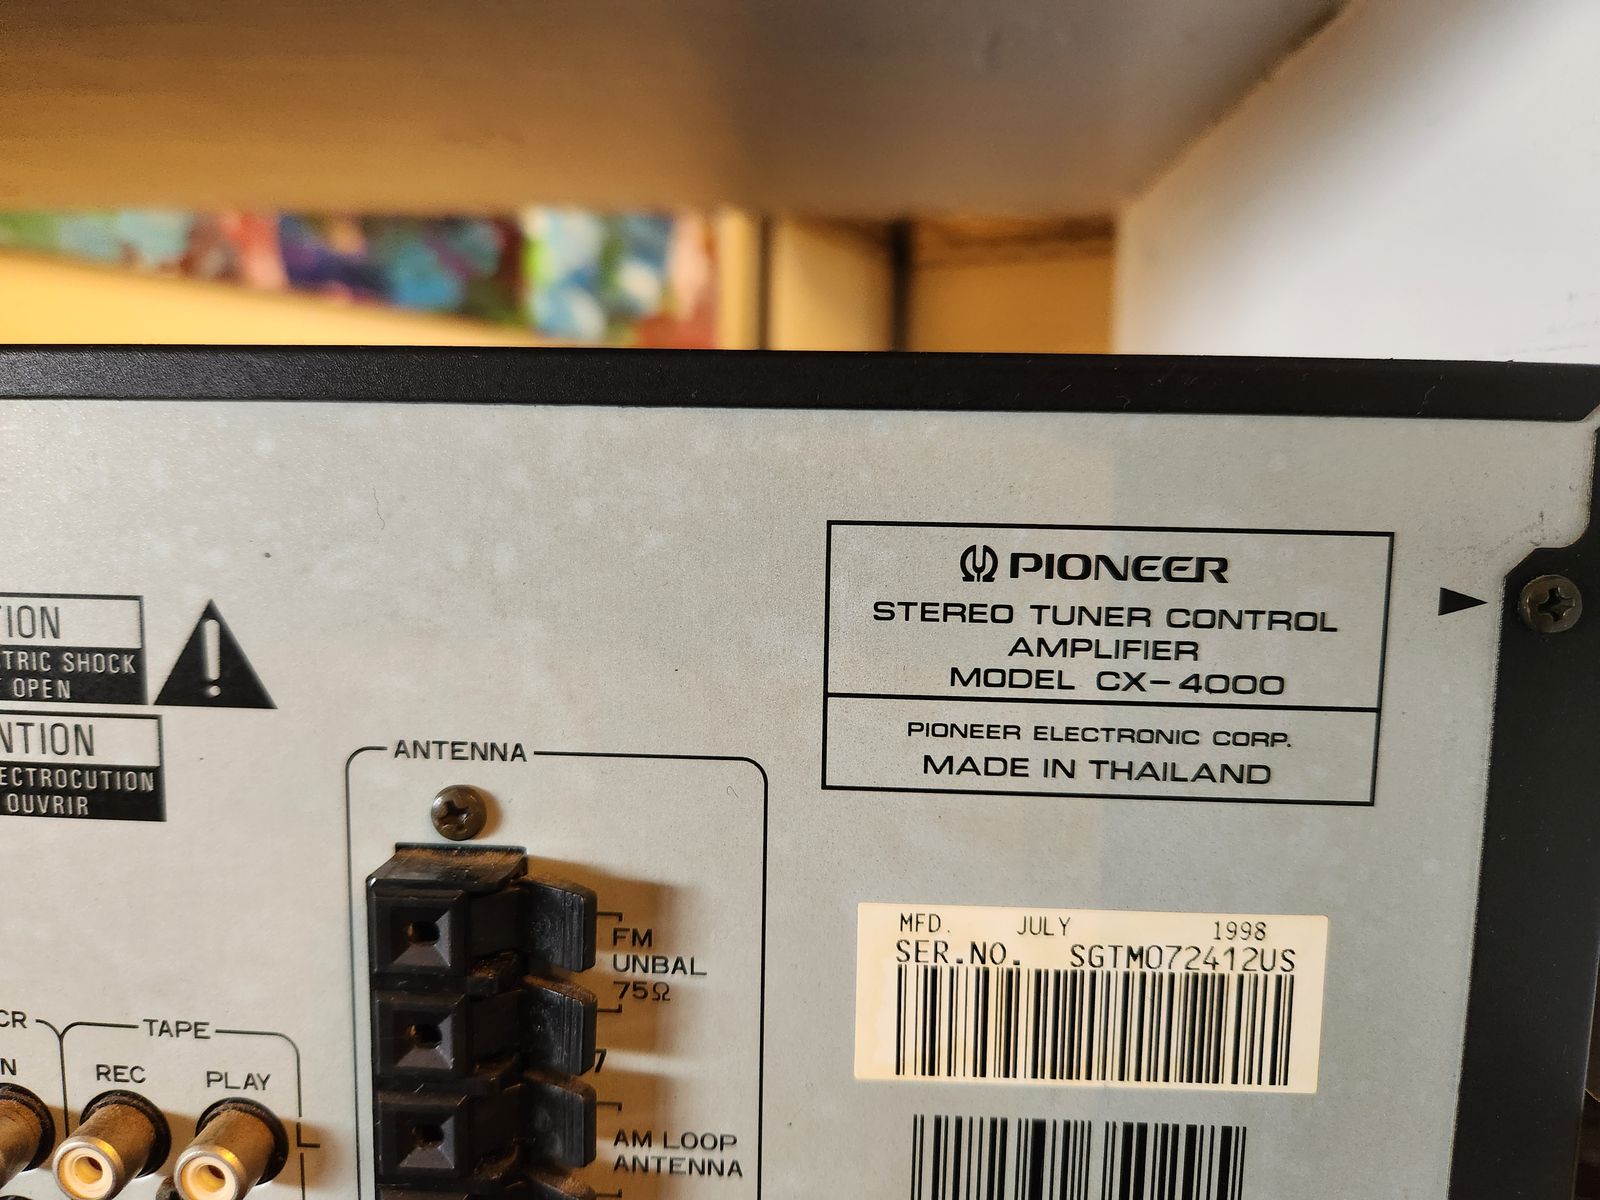 TION
TRIC SHOCK
OPEN
NTION
ECTROCUTION
OUVRIR
ANTENNA
FM
UNBAL
75Ω
AM LOOP
ANTENNA
CR
TAPE
N
REC
PLAY
PIONEER
STEREO TUNER CONTROL
AMPLIFIER
MODEL CX-4000
PIONEER ELECTRONIC CORP.
MADE IN THAILAND
MFD. JULY 1998
SER.NO. SGTM072412US